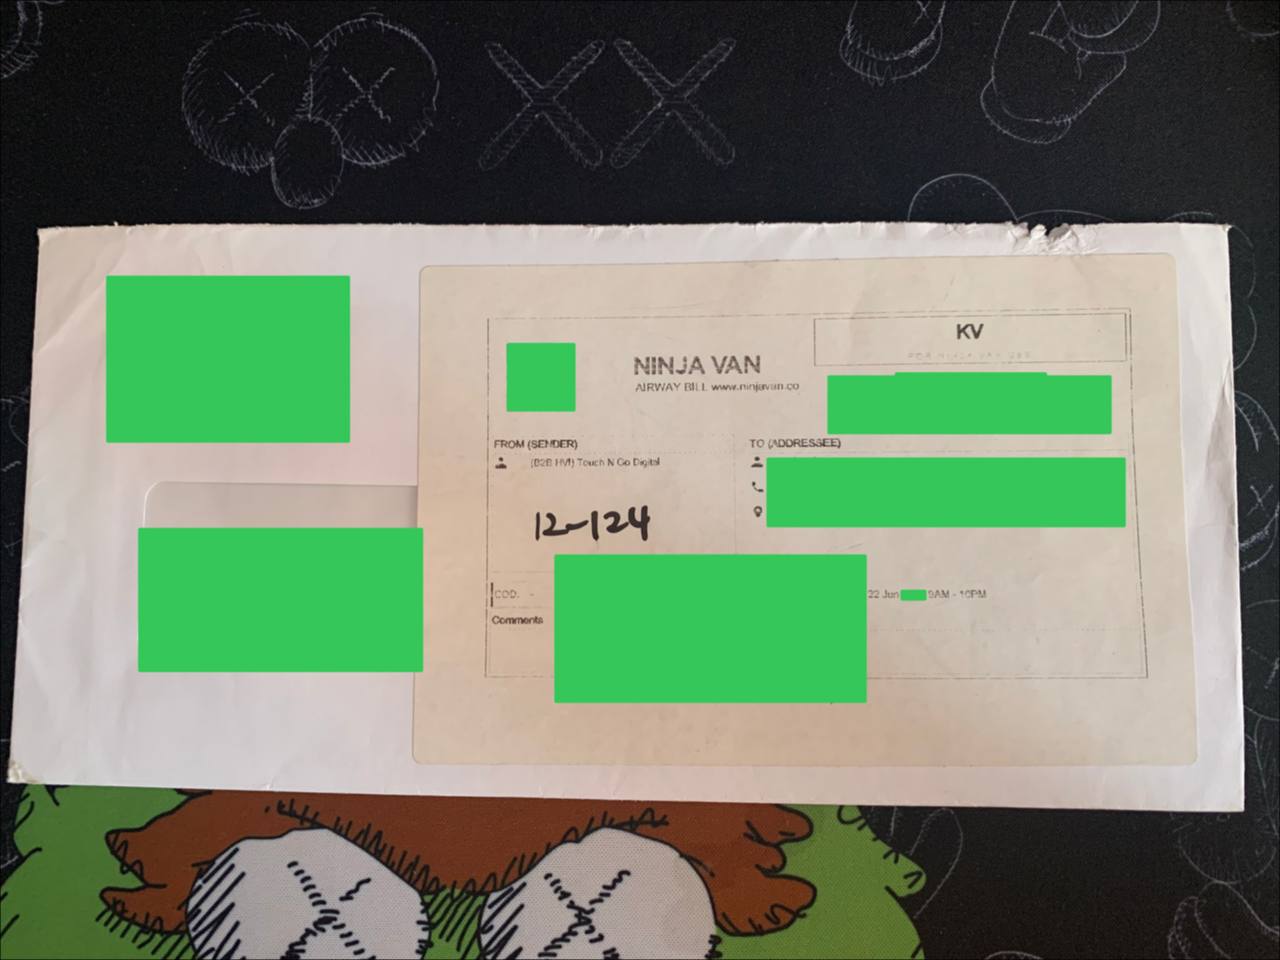 KV
FOR NINJA VAN USE
NINJA VAN
AIRWAY BILL www.ninjavan.co
FROM (SENDER)
TO (ADDRESSEE)
(B2B HVI) Touch N Go Digital
12-124
COD. -
22 Jun 9AM - 10PM
Comments